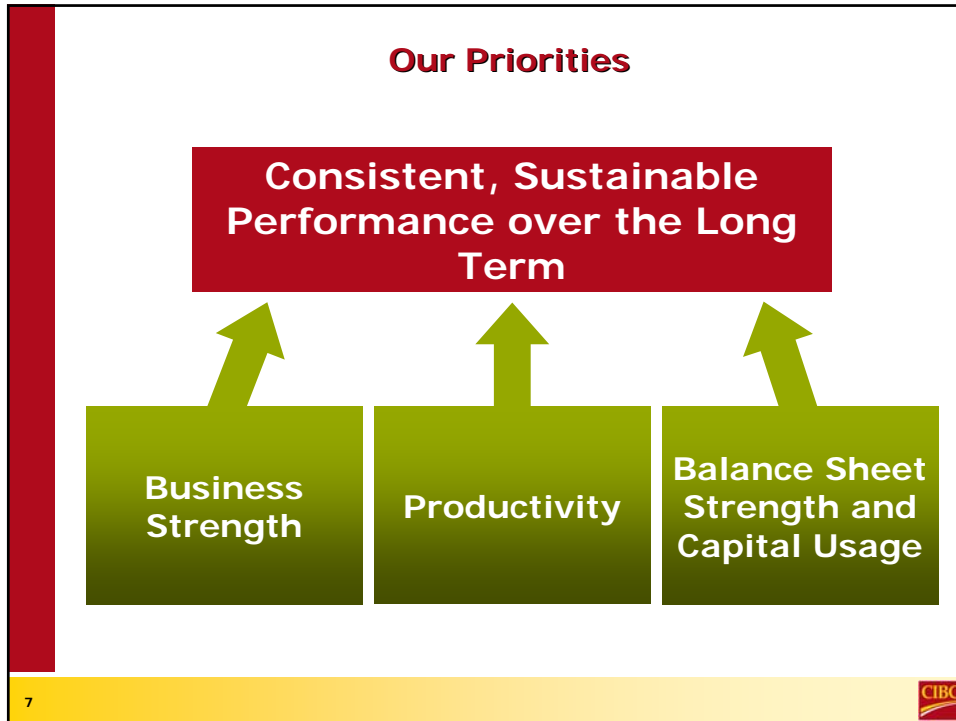 Our Priorities
Consistent, Sustainable
Performance over the Long
Term
Business
Strength
Productivity
Balance Sheet
Strength and
Capital Usage
7
CIBC